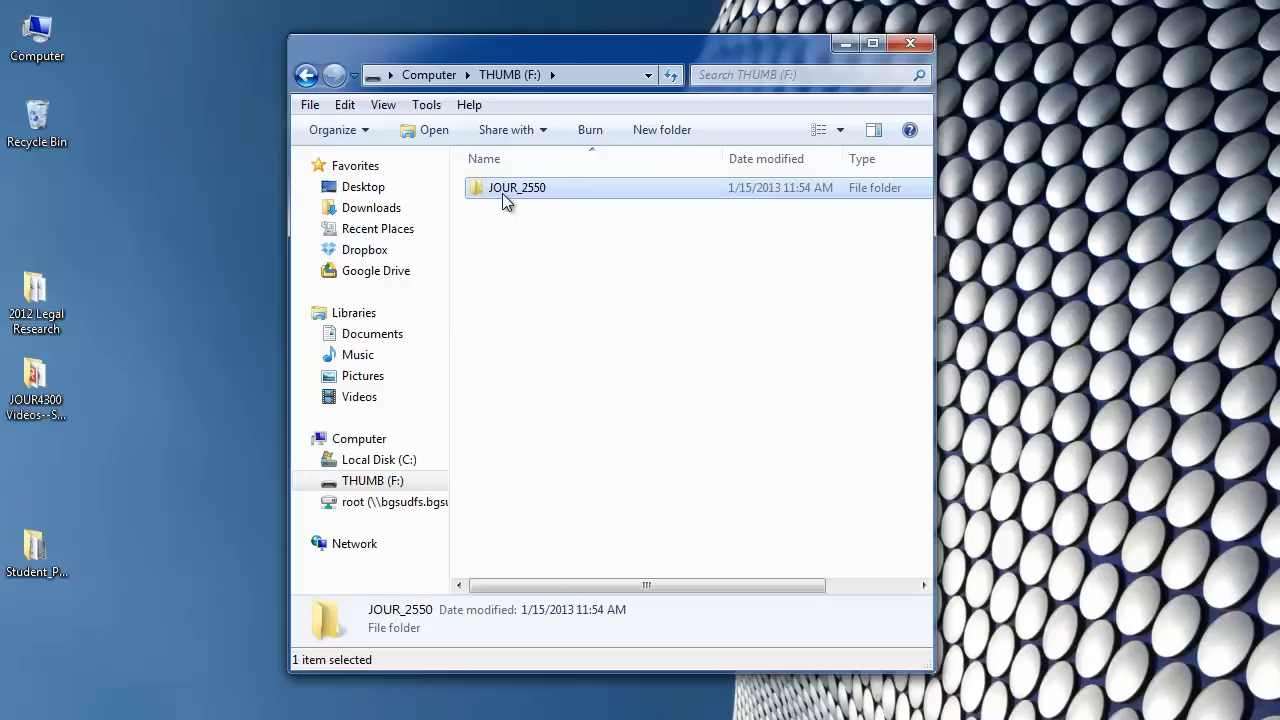 Computer
Recycle Bin
2012 Legal
Research
JOUR4300
Videos--S...
Student_P...
Computer THUMB (F:)
Search THUMB (F:)
File Edit View Tools Help
Organize Open Share with Burn New folder
Favorites
Desktop
Downloads
Recent Places
Dropbox
Google Drive
Libraries
Documents
Music
Pictures
Videos
Computer
Local Disk (C:)
THUMB (F:)
root (\\bgsudfs.bgsu
Network
Name Date modified Type
JOUR_2550 1/15/2013 11:54 AM File folder
JOUR_2550 Date modified: 1/15/2013 11:54 AM
File folder
1 item selected